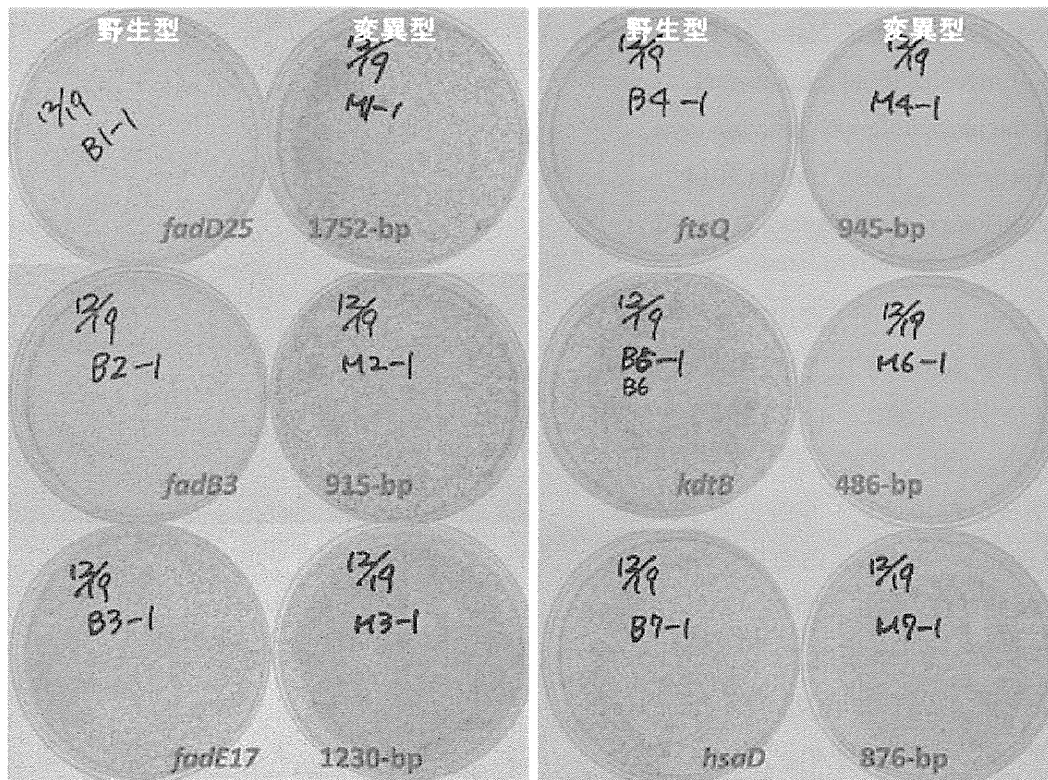 野生型 変異型
12/19 B1-1
12/19 M1-1
fadD25 1752-bp
12/19 B2-1
12/19 M2-1
fadB3 915-bp
12/19 B3-1
12/19 M3-1
fadE17 1230-bp
野生型 変異型
12/19 B4-1
12/19 M4-1
ftsQ 945-bp
12/19 B6-1
B6
12/19 M6-1
kdtB 486-bp
12/19 B7-1
12/19 M7-1
hsaD 876-bp